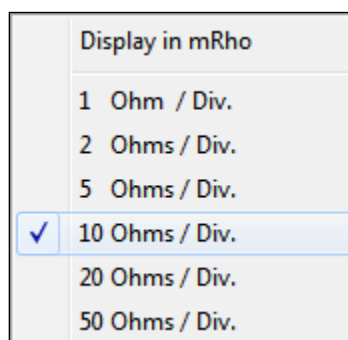 Display in mRho
1 Ohm / Div.
2 Ohms / Div.
5 Ohms / Div.
10 Ohms / Div.
20 Ohms / Div.
50 Ohms / Div.